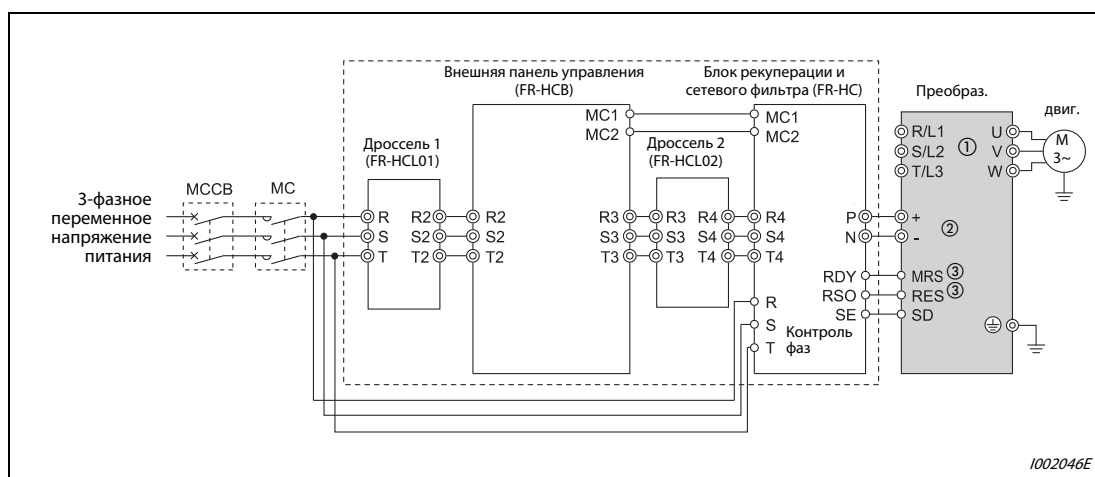 Внешняя панель управления
(FR-HCB)
Блок рекуперации и
сетевого фильтра (FR-HC)
Преобраз.
двиг.
MC1
MC2
MC1
MC2
Дроссель 1
(FR-HCL01)
Дроссель 2
(FR-HCL02)
R/L1
S/L2
T/L3
①
U
V
W
M
3~
MCCB
MC
3-фазное
переменное
напряжение
питания
R R2 R2 R3 R3 R4 R4 P +
S S2 S2 S3 S3 S4 S4 N -
T T2 T2 T3 T3 T4 T4
②
RDY MRS ③
RSO RES ③
SE SD
R
S
T
Контроль
фаз
I002046E